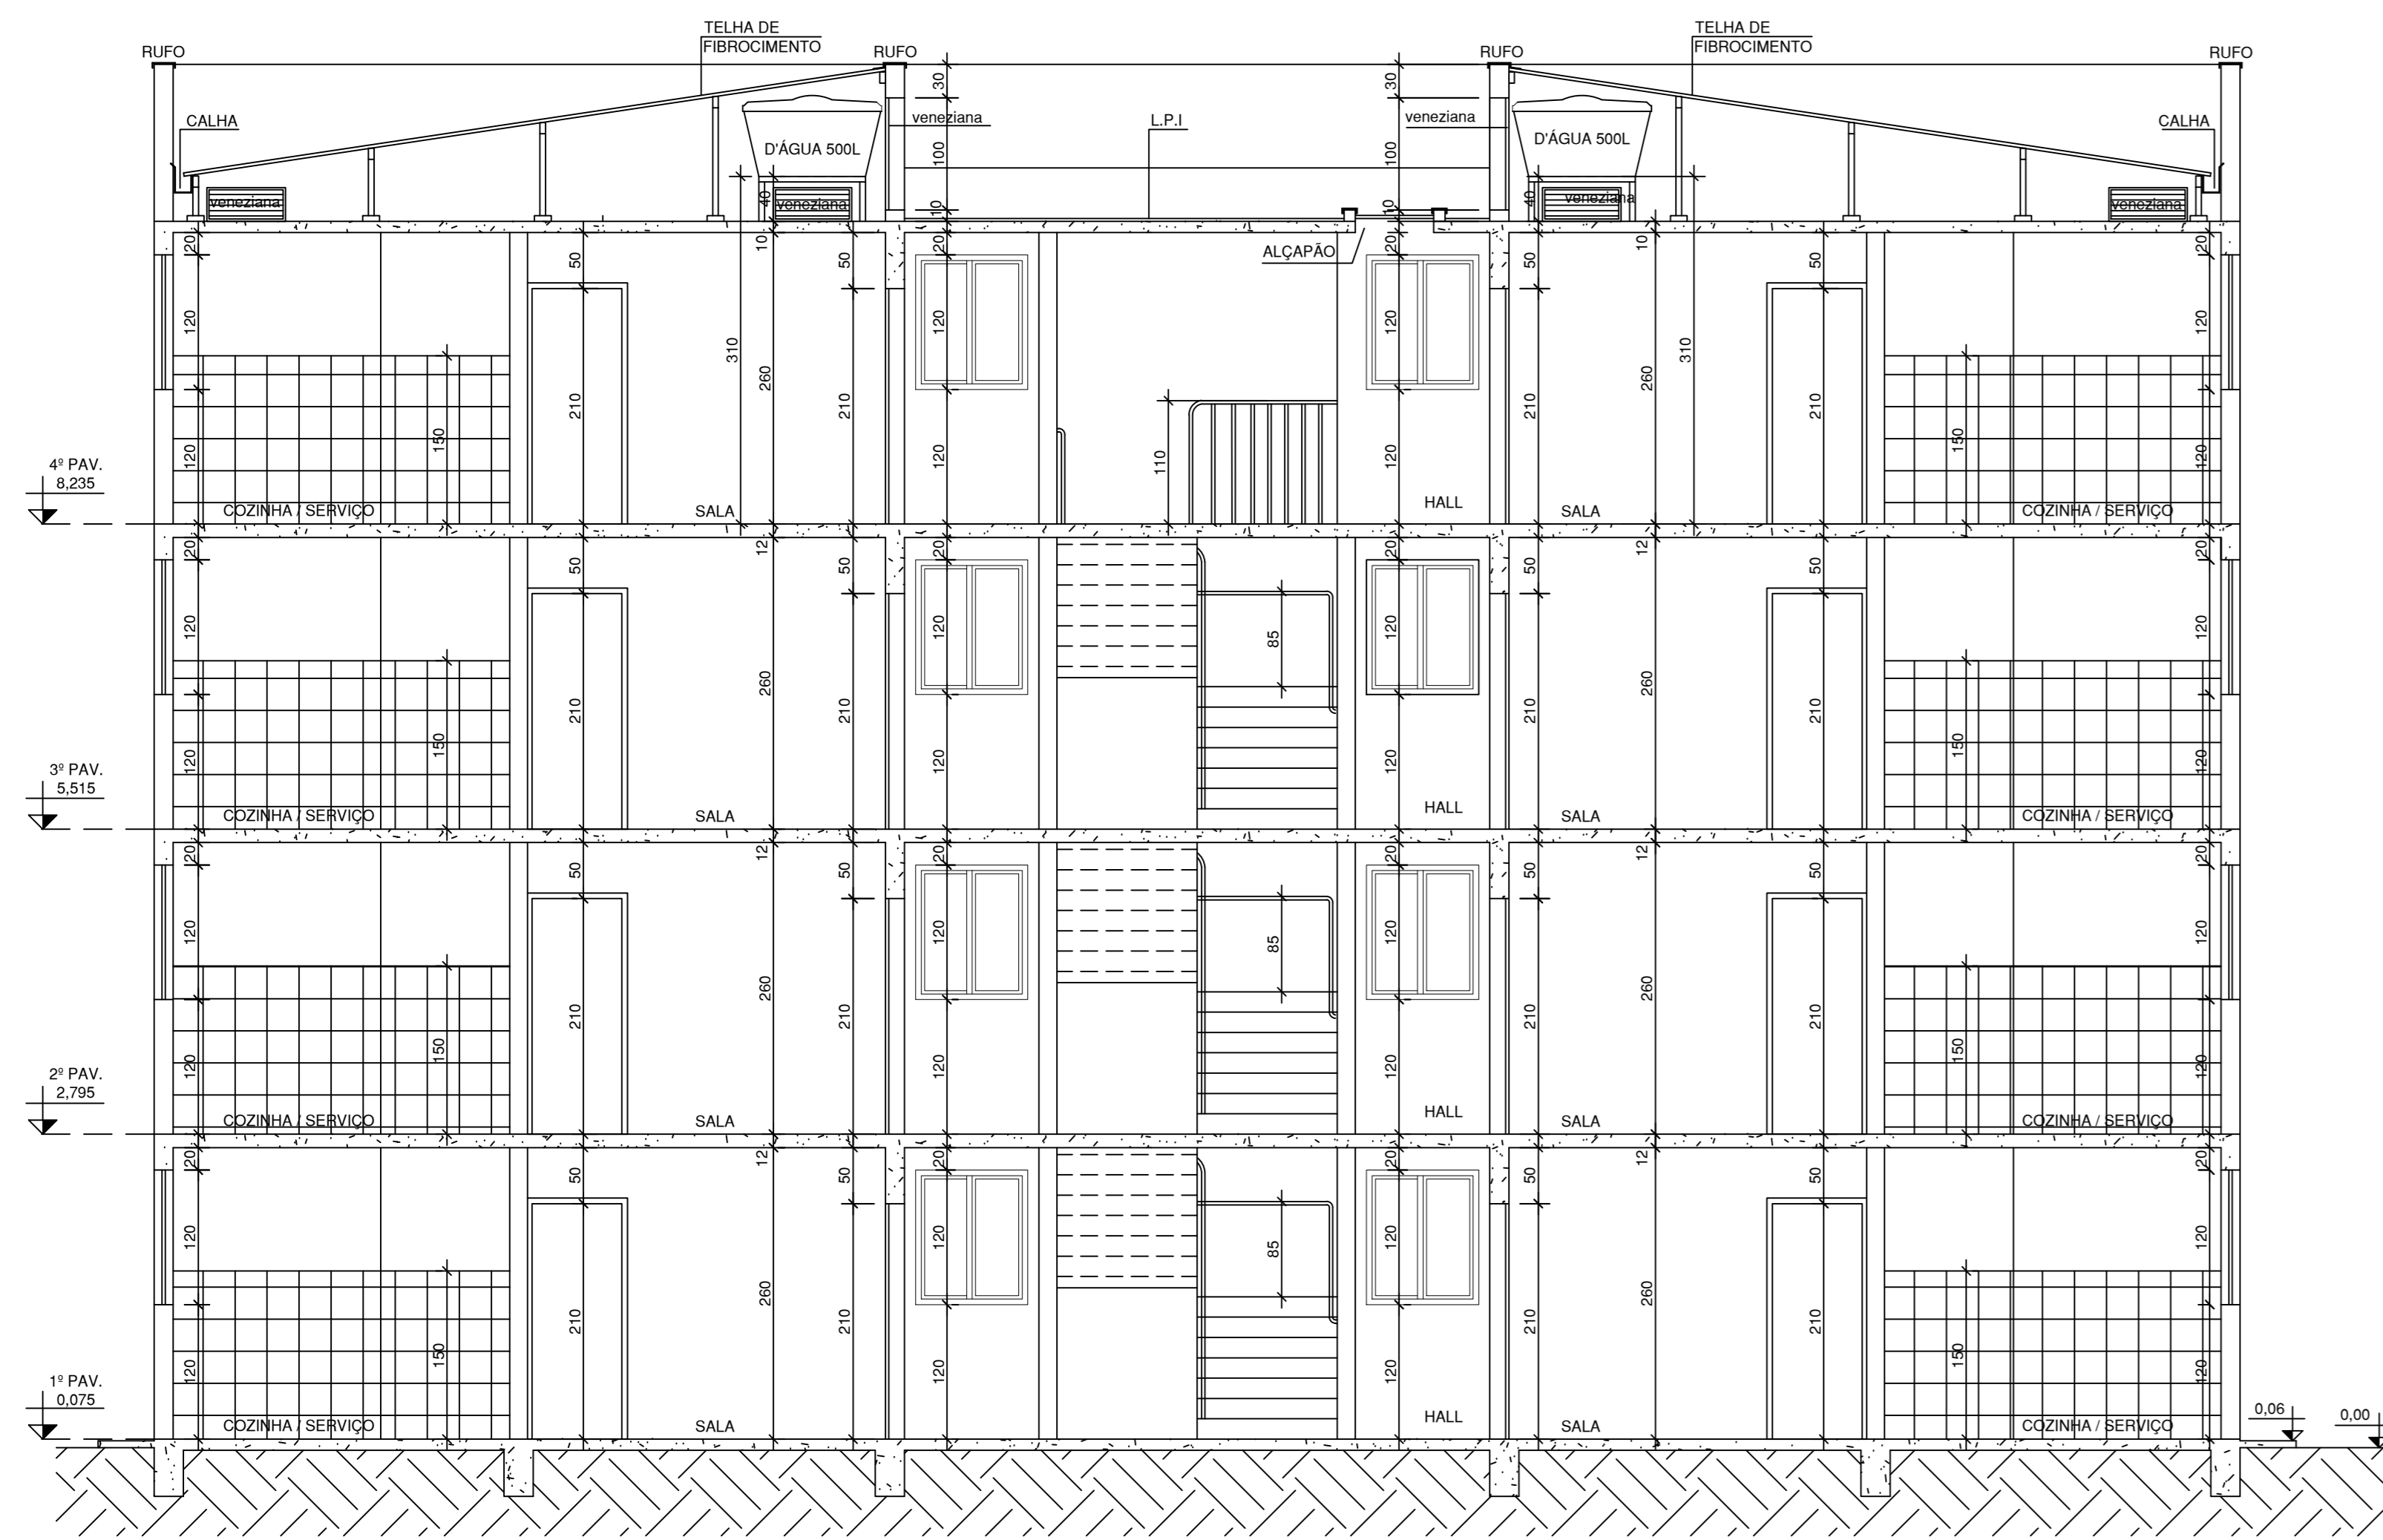 TELHA DE
FIBROCIMENTO
TELHA DE
FIBROCIMENTO
RUFO
RUFO
RUFO
RUFO
30
30
CALHA
veneziana
L.P.I
veneziana
CALHA
D'ÁGUA 500L
D'ÁGUA 500L
100
100
veneziana
40
veneziana
10
10
40
veneziana
veneziana
20
50
10
50
20
ALÇAPÃO
20
50
10
50
20
120
310
120
120
310
120
210
260
210
210
260
210
120
150
120
110
120
150
120
4º PAV.
8,235
COZINHA / SERVIÇO
SALA
HALL
SALA
COZINHA / SERVIÇO
20
50
12
50
20
20
50
12
50
20
120
120
85
120
120
210
260
210
210
260
210
120
150
120
120
150
120
3º PAV.
5,515
COZINHA / SERVIÇO
SALA
HALL
SALA
COZINHA / SERVIÇO
20
50
12
50
20
20
50
12
50
20
120
120
85
120
120
210
260
210
210
260
210
120
150
120
120
150
120
2º PAV.
2,795
COZINHA / SERVIÇO
SALA
HALL
SALA
COZINHA / SERVIÇO
20
50
12
50
20
20
50
12
50
20
120
120
85
120
120
210
260
210
210
260
210
120
150
120
120
150
120
1º PAV.
0,075
COZINHA / SERVIÇO
SALA
HALL
SALA
COZINHA / SERVIÇO
0,06
0,00